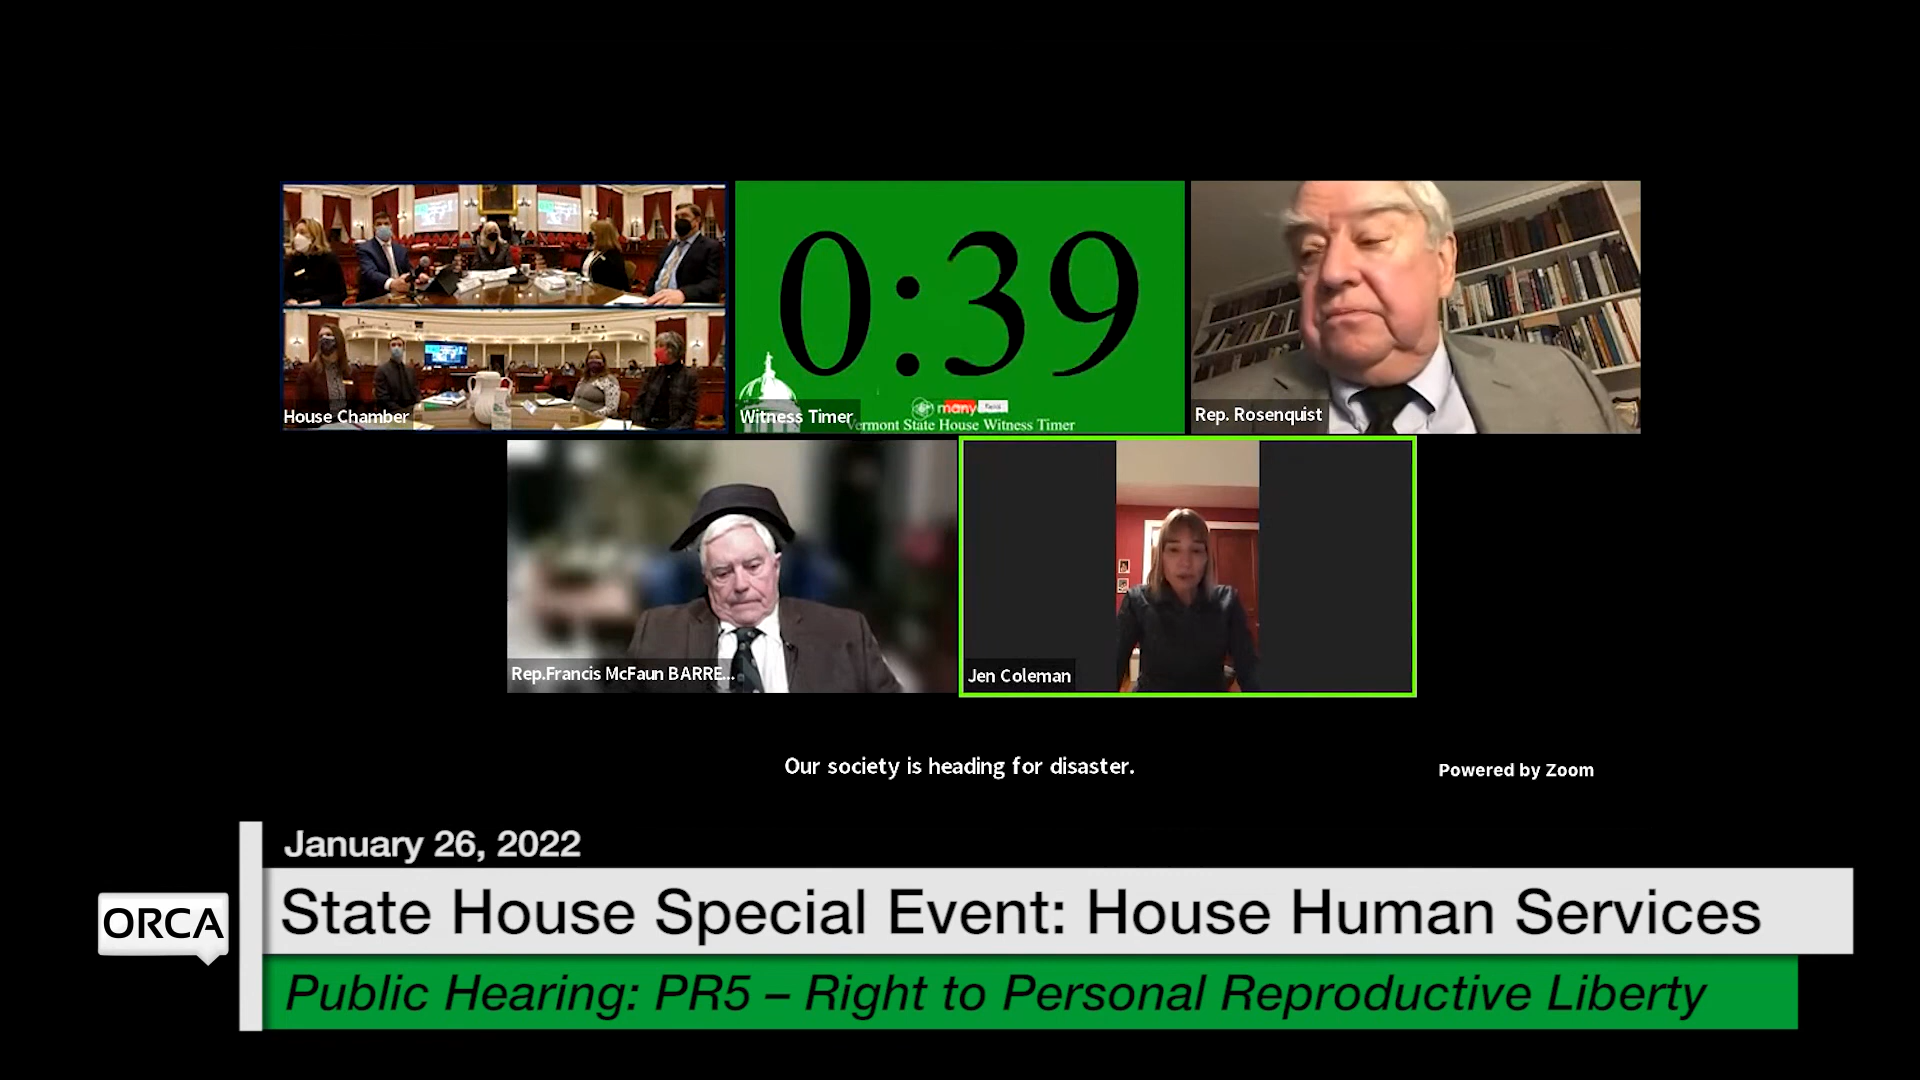 0:39
House Chamber
Witness Timer
many
Vermont State House Witness Timer
Rep. Rosenquist
Rep.Francis McFaun BARRE...
Jen Coleman
Our society is heading for disaster.
Powered by Zoom
January 26, 2022
ORCA
State House Special Event: House Human Services
Public Hearing: PR5 – Right to Personal Reproductive Liberty